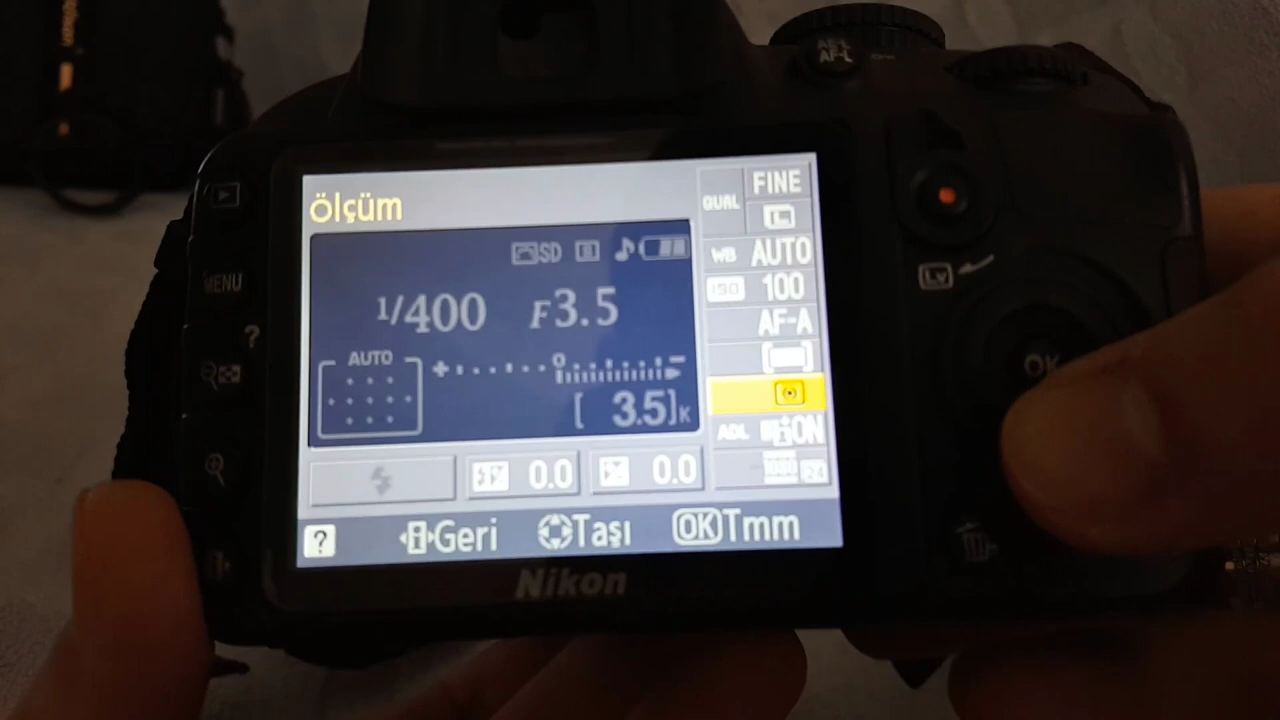 Ölçüm
QUAL FINE
L
SD
WB AUTO
ISO 100
1/400 F3.5
AF-A
AUTO
+ 0 −
[ 3.5]K
ADL ON
0.0 0.0
? Geri Taşı OK Tmm
Nikon
MENU
?
AE-L
AF-L
Lv
OK